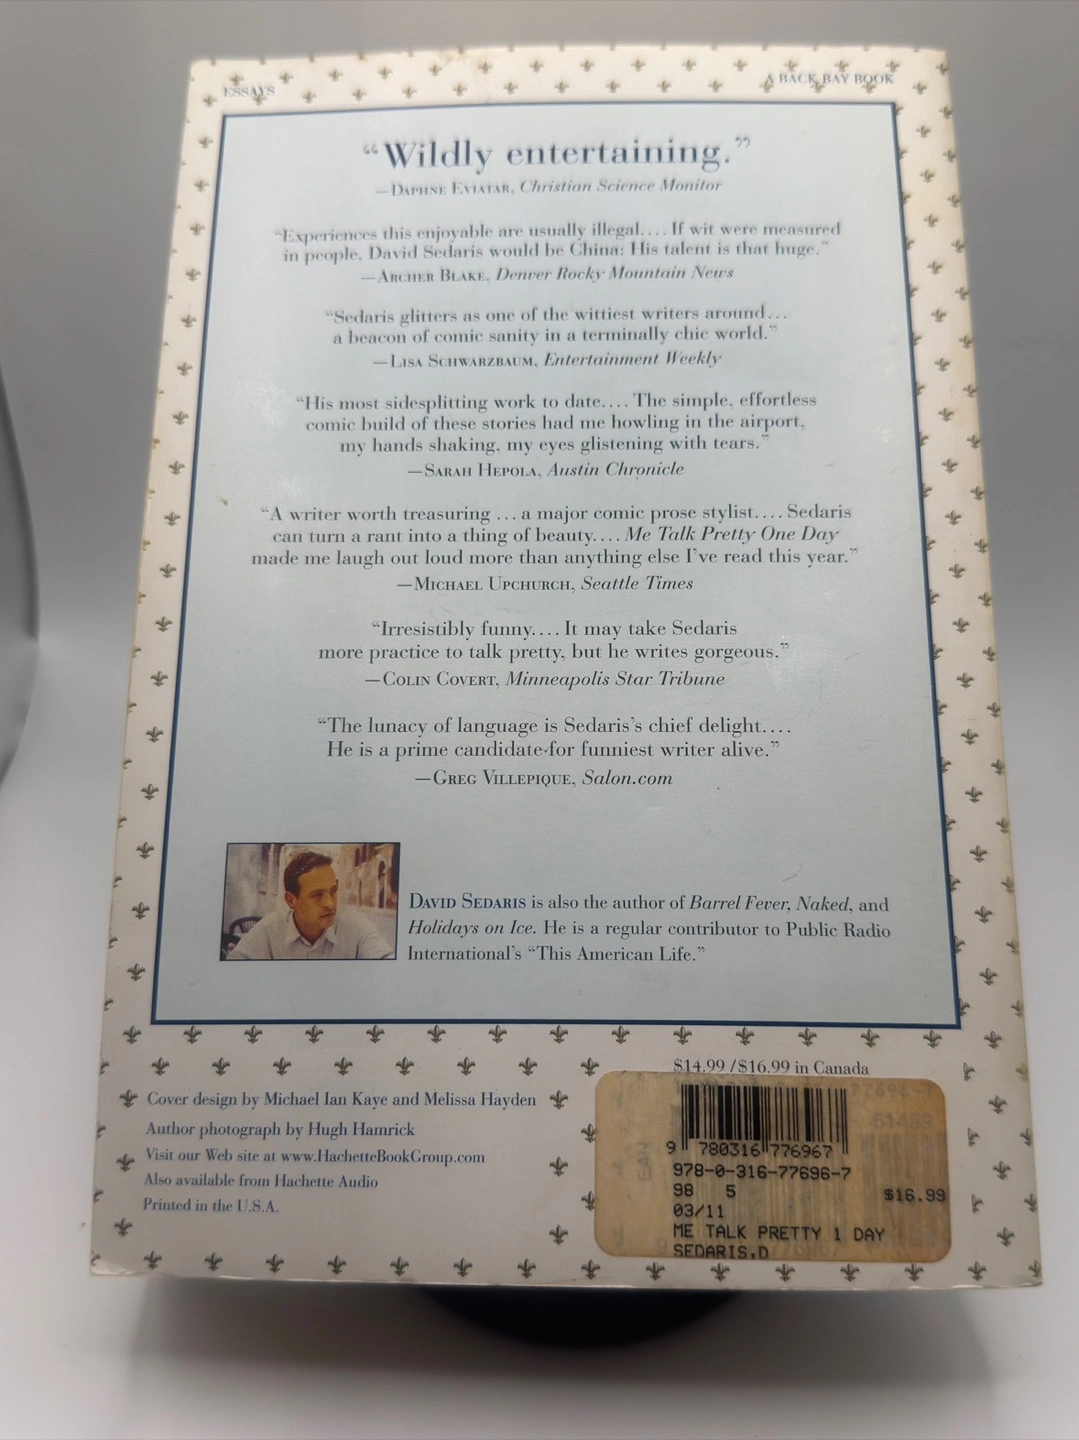 ESSAYS
A BACK BAY BOOK
“Wildly entertaining.”
—Daphne Eviatar, Christian Science Monitor
“Experiences this enjoyable are usually illegal.... If wit were measured
in people, David Sedaris would be China: His talent is that huge.”
—Archer Blake, Denver Rocky Mountain News
“Sedaris glitters as one of the wittiest writers around...
a beacon of comic sanity in a terminally chic world.”
—Lisa Schwarzbaum, Entertainment Weekly
“His most sidesplitting work to date.... The simple, effortless
comic build of these stories had me howling in the airport,
my hands shaking, my eyes glistening with tears.”
—Sarah Hepola, Austin Chronicle
“A writer worth treasuring ... a major comic prose stylist.... Sedaris
can turn a rant into a thing of beauty.... Me Talk Pretty One Day
made me laugh out loud more than anything else I’ve read this year.”
—Michael Upchurch, Seattle Times
“Irresistibly funny.... It may take Sedaris
more practice to talk pretty, but he writes gorgeous.”
—Colin Covert, Minneapolis Star Tribune
“The lunacy of language is Sedaris’s chief delight....
He is a prime candidate for funniest writer alive.”
—Greg Villepique, Salon.com
David Sedaris is also the author of Barrel Fever, Naked, and
Holidays on Ice. He is a regular contributor to Public Radio
International’s “This American Life.”
$14.99 / $16.99 in Canada
Cover design by Michael Ian Kaye and Melissa Hayden
Author photograph by Hugh Hamrick
Visit our Web site at www.HachetteBookGroup.com
Also available from Hachette Audio
Printed in the U.S.A.
9 780316 776967
978-0-316-77696-7
98 5
$16.99
03/11
ME TALK PRETTY 1 DAY
SEDARIS,D